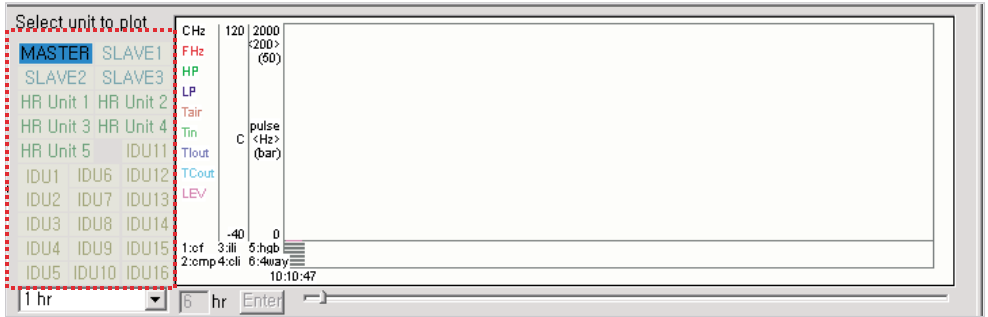 Select unit to plot
MASTER SLAVE1
SLAVE2 SLAVE3
HR Unit 1 HR Unit 2
HR Unit 3 HR Unit 4
HR Unit 5 IDU11
IDU1 IDU6 IDU12
IDU2 IDU7 IDU13
IDU3 IDU8 IDU14
IDU4 IDU9 IDU15
IDU5 IDU10 IDU16
1 hr
CHz 120 2000
FHz <200>
HP (50)
LP
Tair
Tin pulse
C <Hz>
Tlout (bar)
TCout
LEV
-40 0
1:cf 3:ili 5:hgb
2:cmp 4:cli 6:4way
10:10:47
6 hr Enter